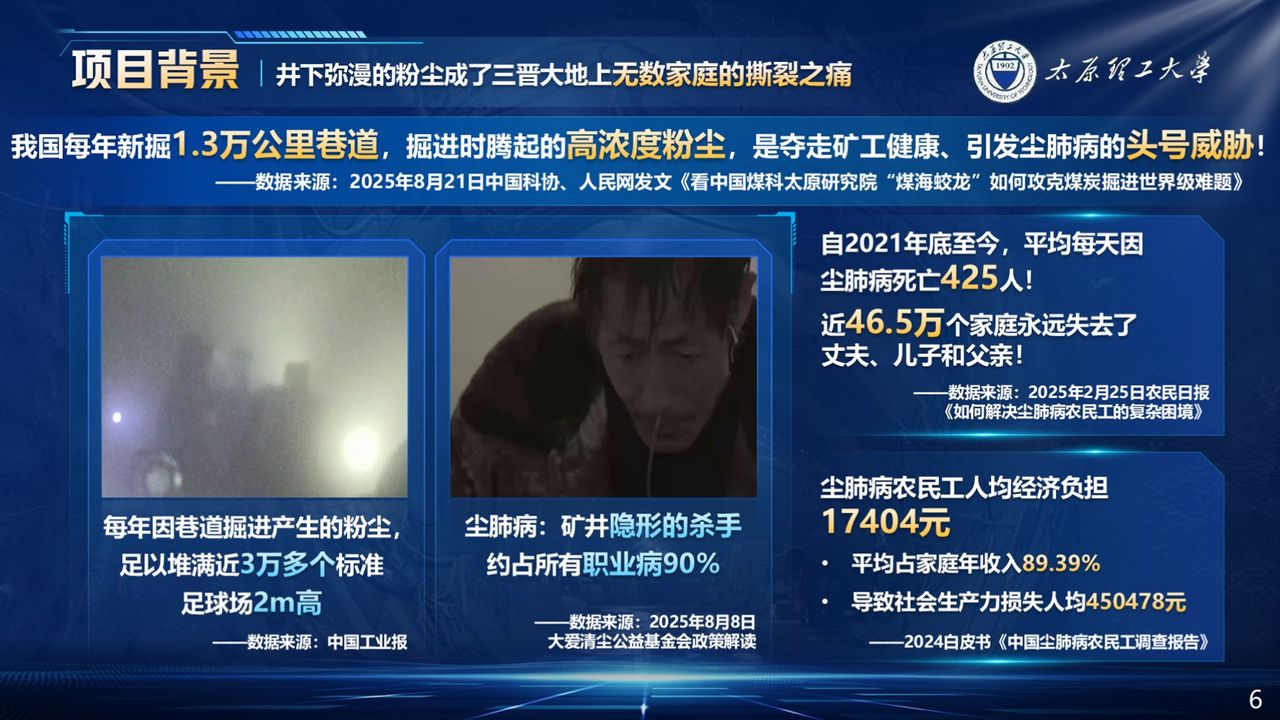 项目背景
井下弥漫的粉尘成了三晋大地上无数家庭的撕裂之痛
1902
太原理工大学
我国每年新掘1.3万公里巷道，掘进时腾起的高浓度粉尘，是夺走矿工健康、引发尘肺病的头号威胁！
——数据来源：2025年8月21日中国科协、人民网发文《看中国煤科太原研究院“煤海蛟龙”如何攻克煤炭掘进世界级难题》
每年因巷道掘进产生的粉尘，
足以堆满近3万多个标准
足球场2m高
——数据来源：中国工业报
尘肺病：矿井隐形的杀手
约占所有职业病90%
——数据来源：2025年8月8日
大爱清尘公益基金会政策解读
自2021年底至今，平均每天因
尘肺病死亡425人！
近46.5万个家庭永远失去了
丈夫、儿子和父亲！
——数据来源：2025年2月25日农民日报
《如何解决尘肺病农民工的复杂困境》
尘肺病农民工人均经济负担
17404元
• 平均占家庭年收入89.39%
• 导致社会生产力损失人均450478元
——2024白皮书《中国尘肺病农民工调查报告》
6